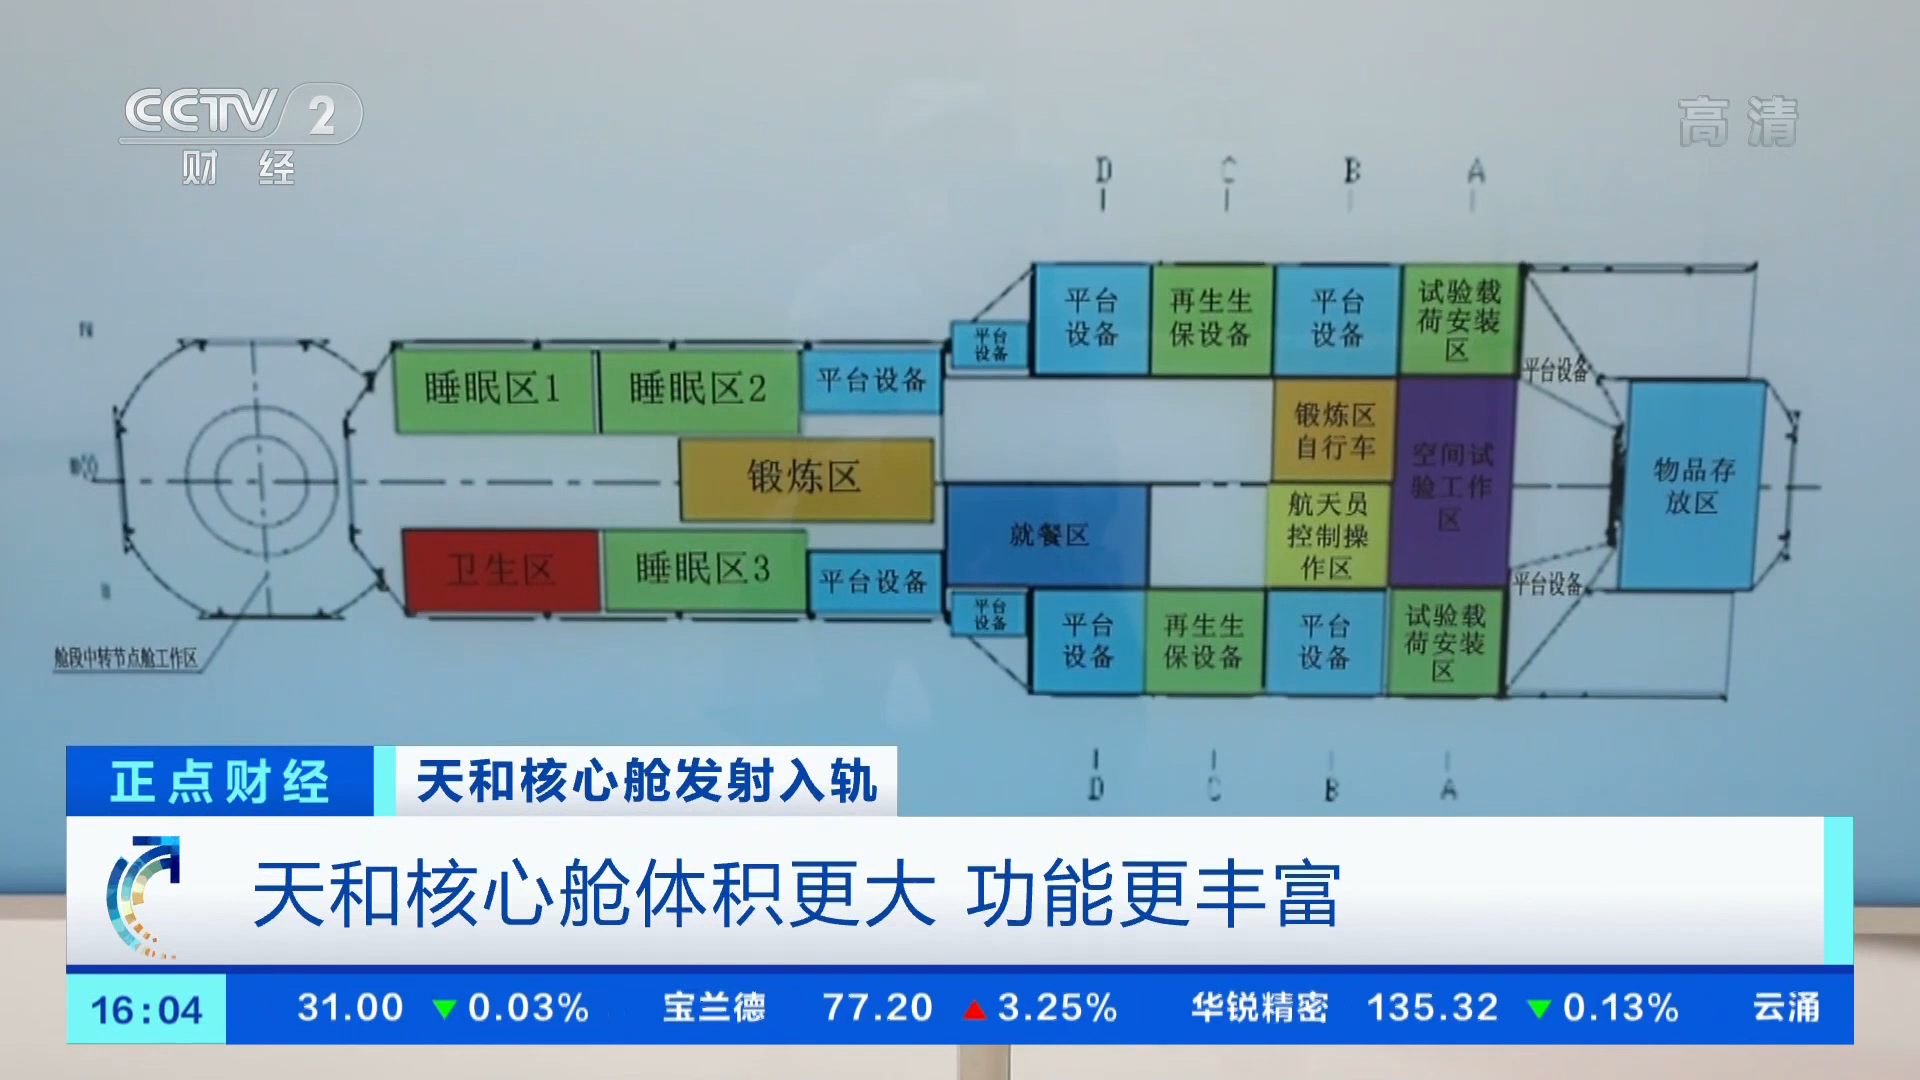 CCTV 2
财 经
高清
D C B A
平台
设备
再生生
保设备
平台
设备
试验载
荷安装
区
N
平台
设备
睡眠区1
睡眠区2
平台设备
平台设备
锻炼区
自行车
空间试
验工作
区
锻炼区
物品存
放区
就餐区
航天员
控制操
作区
卫生区
睡眠区3
平台设备
平台设备
平台
设备
平台
设备
再生生
保设备
平台
设备
试验载
荷安装
区
舱段中转节点舱工作区
D C B A
正点财经
天和核心舱发射入轨
天和核心舱体积更大 功能更丰富
16:04 31.00 ▼0.03% 宝兰德 77.20 ▲3.25% 华锐精密 135.32 ▼0.13% 云涌